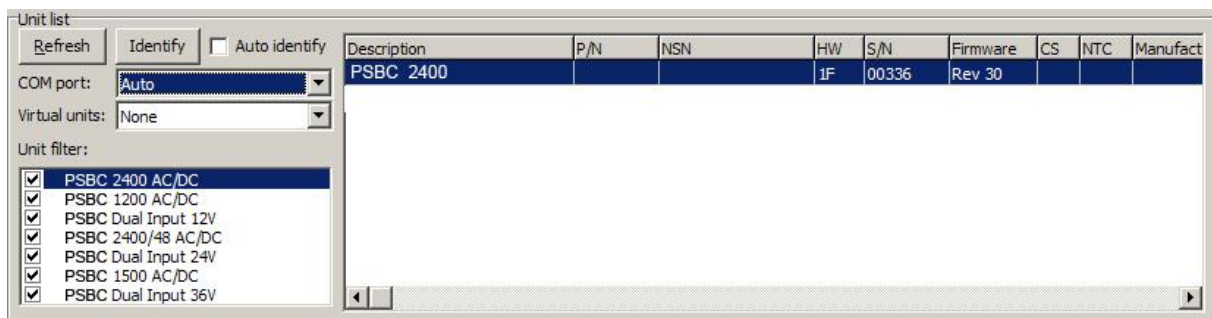 Unit list
Refresh Identify Auto identify
COM port: Auto
Virtual units: None
Unit filter:
PSBC 2400 AC/DC
PSBC 1200 AC/DC
PSBC Dual Input 12V
PSBC 2400/48 AC/DC
PSBC Dual Input 24V
PSBC 1500 AC/DC
PSBC Dual Input 36V
Description P/N NSN HW S/N Firmware CS NTC Manufact
PSBC 2400 1F 00336 Rev 30